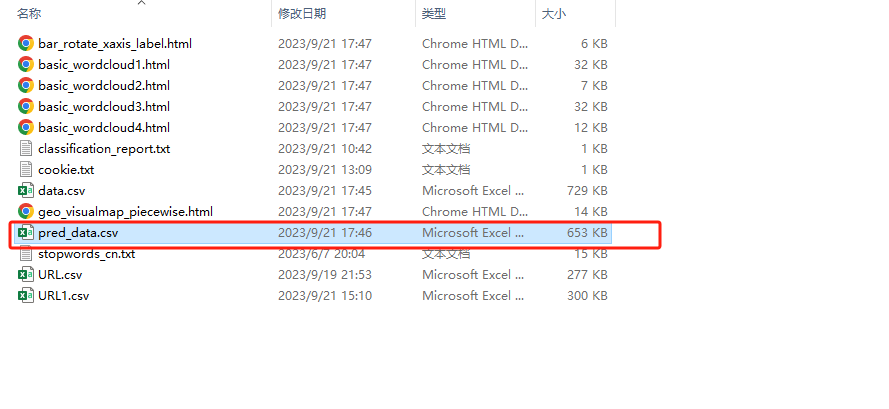 名称 修改日期 类型 大小
bar_rotate_xaxis_label.html 2023/9/21 17:47 Chrome HTML D... 6 KB
basic_wordcloud1.html 2023/9/21 17:47 Chrome HTML D... 32 KB
basic_wordcloud2.html 2023/9/21 17:47 Chrome HTML D... 7 KB
basic_wordcloud3.html 2023/9/21 17:47 Chrome HTML D... 32 KB
basic_wordcloud4.html 2023/9/21 17:47 Chrome HTML D... 12 KB
classification_report.txt 2023/9/21 10:42 文本文档 1 KB
cookie.txt 2023/9/21 13:09 文本文档 1 KB
data.csv 2023/9/21 17:45 Microsoft Excel ... 729 KB
geo_visualmap_piecewise.html 2023/9/21 17:47 Chrome HTML D... 14 KB
pred_data.csv 2023/9/21 17:46 Microsoft Excel ... 653 KB
stopwords_cn.txt 2023/6/7 20:04 文本文档 15 KB
URL.csv 2023/9/19 21:53 Microsoft Excel ... 277 KB
URL1.csv 2023/9/21 15:10 Microsoft Excel ... 300 KB